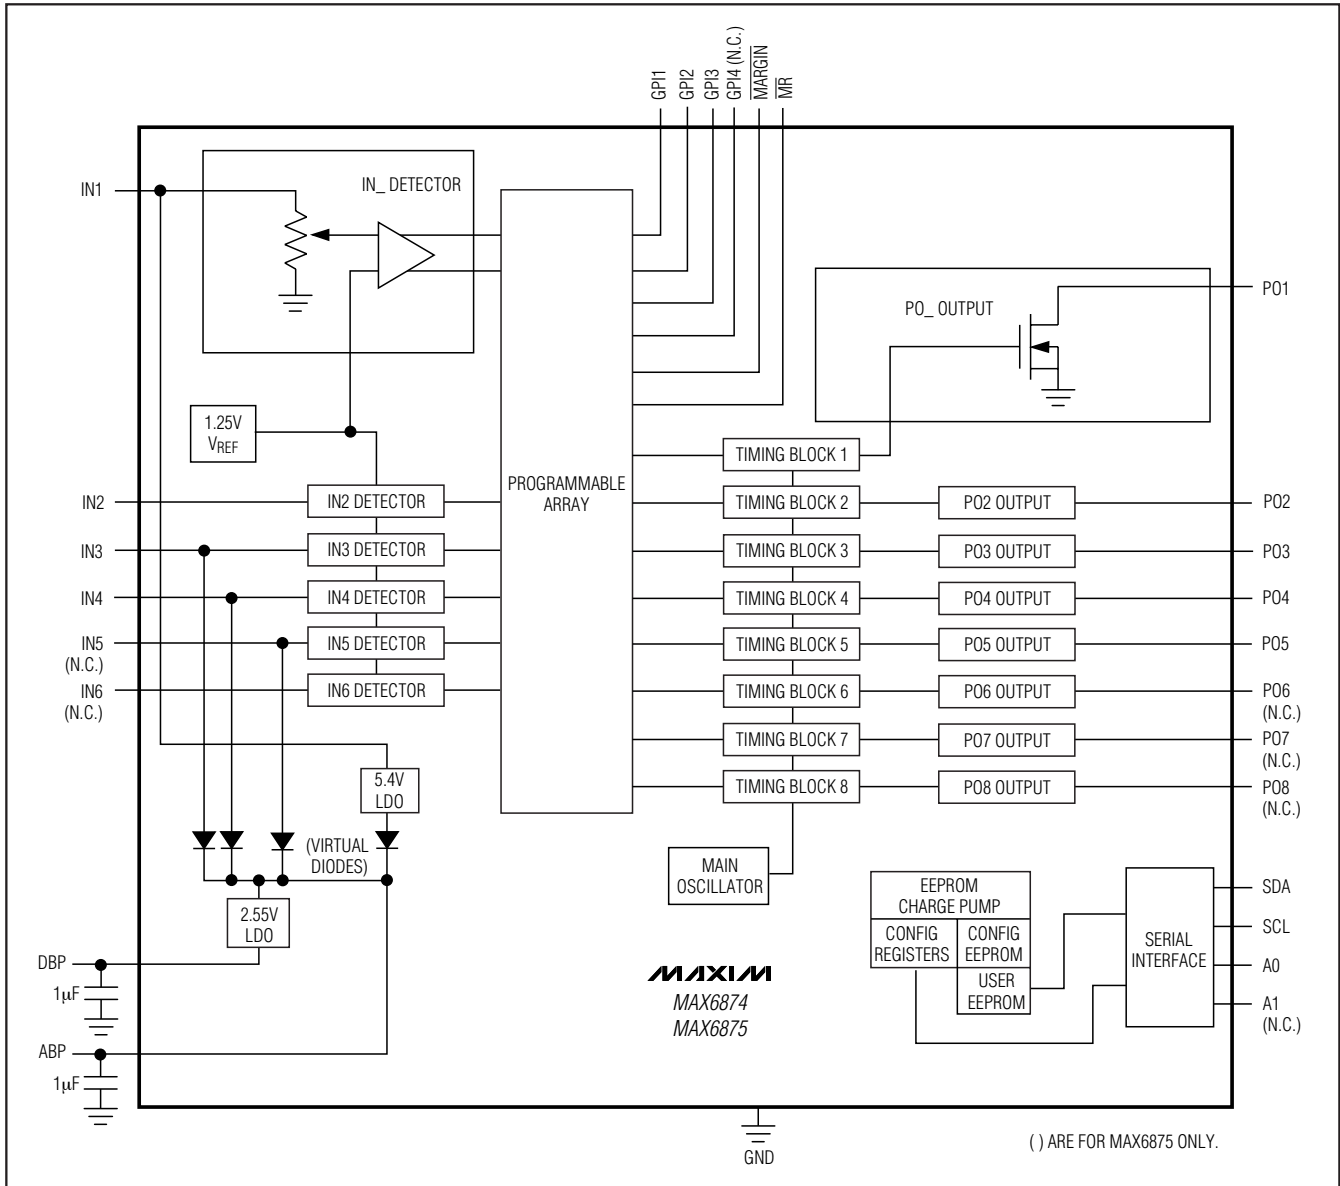 GPI1
GPI2
GPI3
GPI4 (N.C.)
MARGIN
MR
IN1
IN_ DETECTOR
PO_ OUTPUT
PO1
1.25V
VREF
PROGRAMMABLE
ARRAY
TIMING BLOCK 1
IN2
IN2 DETECTOR
TIMING BLOCK 2
PO2 OUTPUT
PO2
IN3
IN3 DETECTOR
TIMING BLOCK 3
PO3 OUTPUT
PO3
IN4
IN4 DETECTOR
TIMING BLOCK 4
PO4 OUTPUT
PO4
IN5
(N.C.)
IN5 DETECTOR
TIMING BLOCK 5
PO5 OUTPUT
PO5
IN6
(N.C.)
IN6 DETECTOR
TIMING BLOCK 6
PO6 OUTPUT
PO6
(N.C.)
TIMING BLOCK 7
PO7 OUTPUT
PO7
(N.C.)
5.4V
LDO
TIMING BLOCK 8
PO8 OUTPUT
PO8
(N.C.)
(VIRTUAL
DIODES)
MAIN
OSCILLATOR
2.55V
LDO
EEPROM
CHARGE PUMP
CONFIG
REGISTERS
CONFIG
EEPROM
USER
EEPROM
SERIAL
INTERFACE
SDA
SCL
A0
A1
(N.C.)
DBP
1µF
ABP
1µF
MAXIM
MAX6874
MAX6875
GND
( ) ARE FOR MAX6875 ONLY.